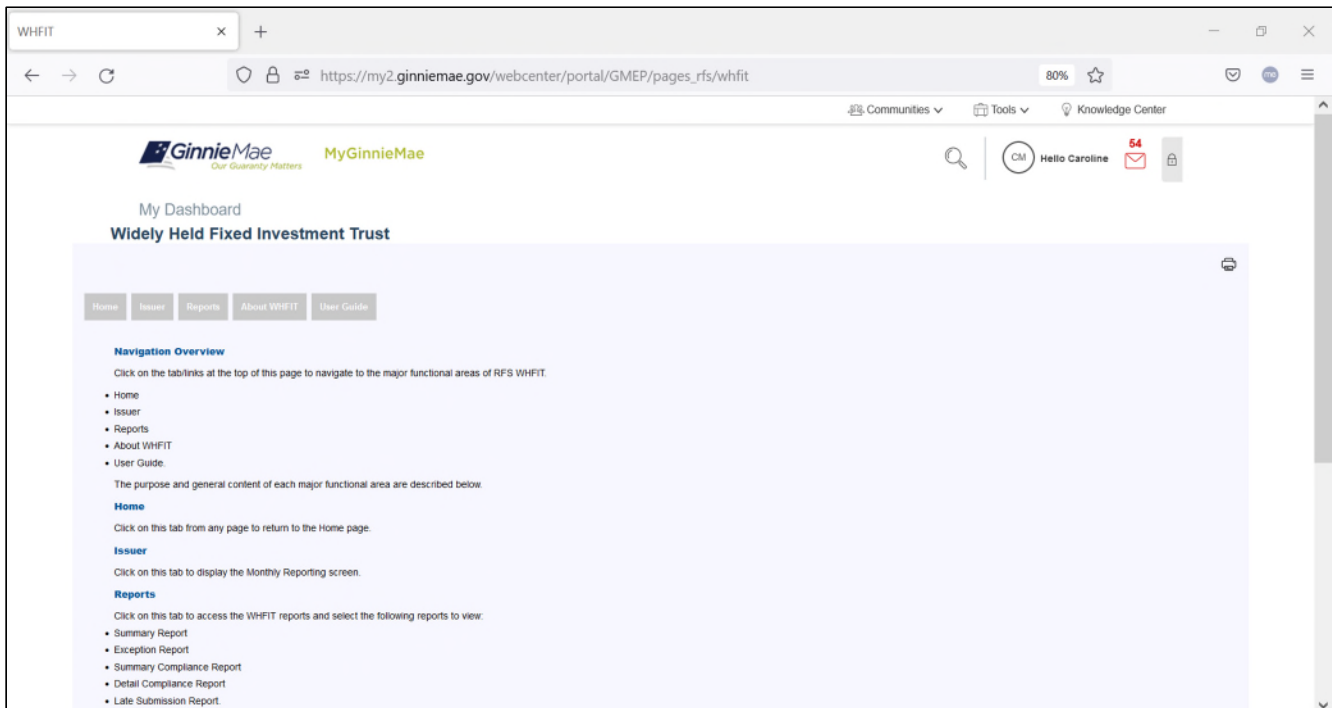 WHFIT
https://my2.ginniemae.gov/webcenter/portal/GMEP/pages_rfs/whfit
80%
me
Communities
Tools
Knowledge Center
GinnieMae
Our Guaranty Matters
MyGinnieMae
CM
Hello Caroline
54
My Dashboard
Widely Held Fixed Investment Trust
Home Issuer Reports About WHFIT User Guide
Navigation Overview
Click on the tab/links at the top of this page to navigate to the major functional areas of RFS WHFIT.
• Home
• Issuer
• Reports
• About WHFIT
• User Guide.
The purpose and general content of each major functional area are described below.
Home
Click on this tab from any page to return to the Home page.
Issuer
Click on this tab to display the Monthly Reporting screen.
Reports
Click on this tab to access the WHFIT reports and select the following reports to view:
• Summary Report
• Exception Report
• Summary Compliance Report
• Detail Compliance Report
• Late Submission Report.